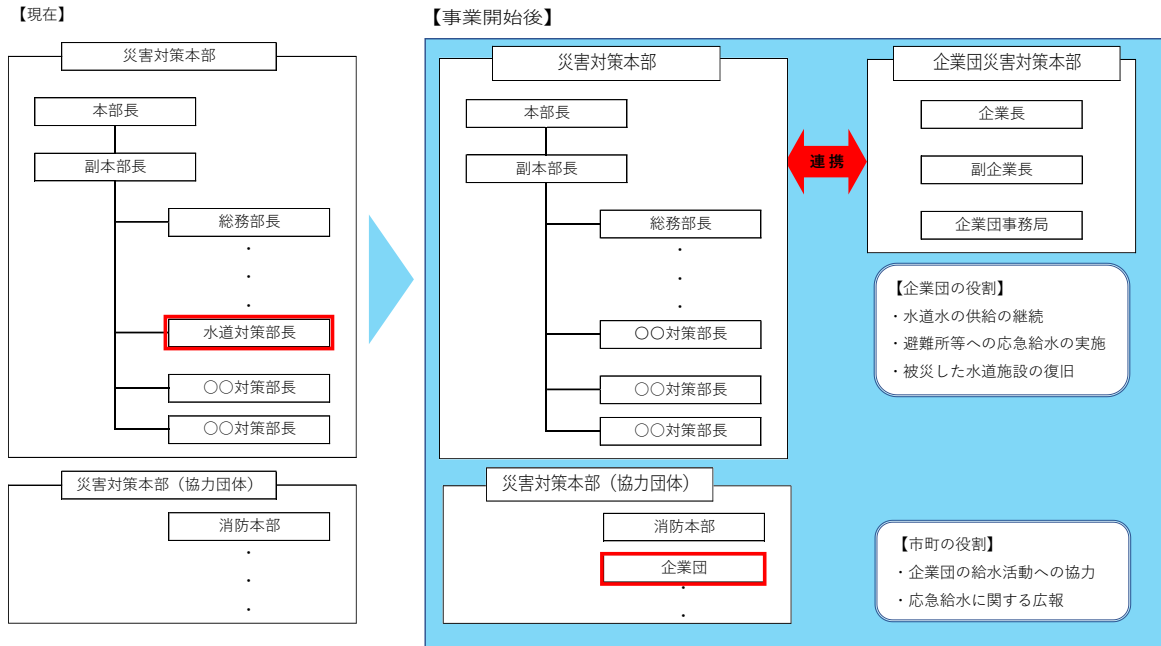 【現在】
災害対策本部
本部長
副本部長
総務部長
・
・
・
水道対策部長
〇〇対策部長
〇〇対策部長
災害対策本部（協力団体）
消防本部
・
・
・
【事業開始後】
災害対策本部
本部長
副本部長
総務部長
・
・
・
〇〇対策部長
〇〇対策部長
〇〇対策部長
災害対策本部（協力団体）
消防本部
企業団
・
・
連携
企業団災害対策本部
企業長
副企業長
企業団事務局
【企業団の役割】
・水道水の供給の継続
・避難所等への応急給水の実施
・被災した水道施設の復旧
【市町の役割】
・企業団の給水活動への協力
・応急給水に関する広報